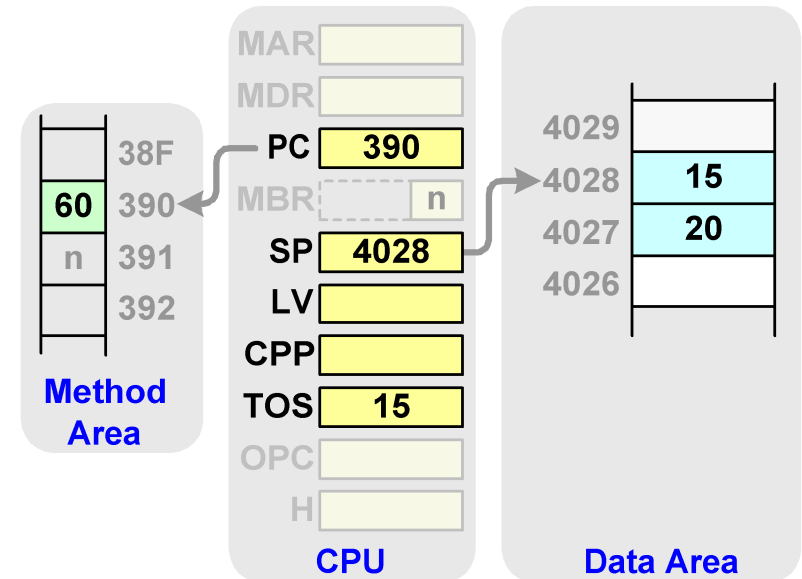 38F
60 390
n 391
392
Method
Area
MAR
MDR
PC 390
MBR n
SP 4028
LV
CPP
TOS 15
OPC
H
CPU
4029
4028 15
4027 20
4026
Data Area